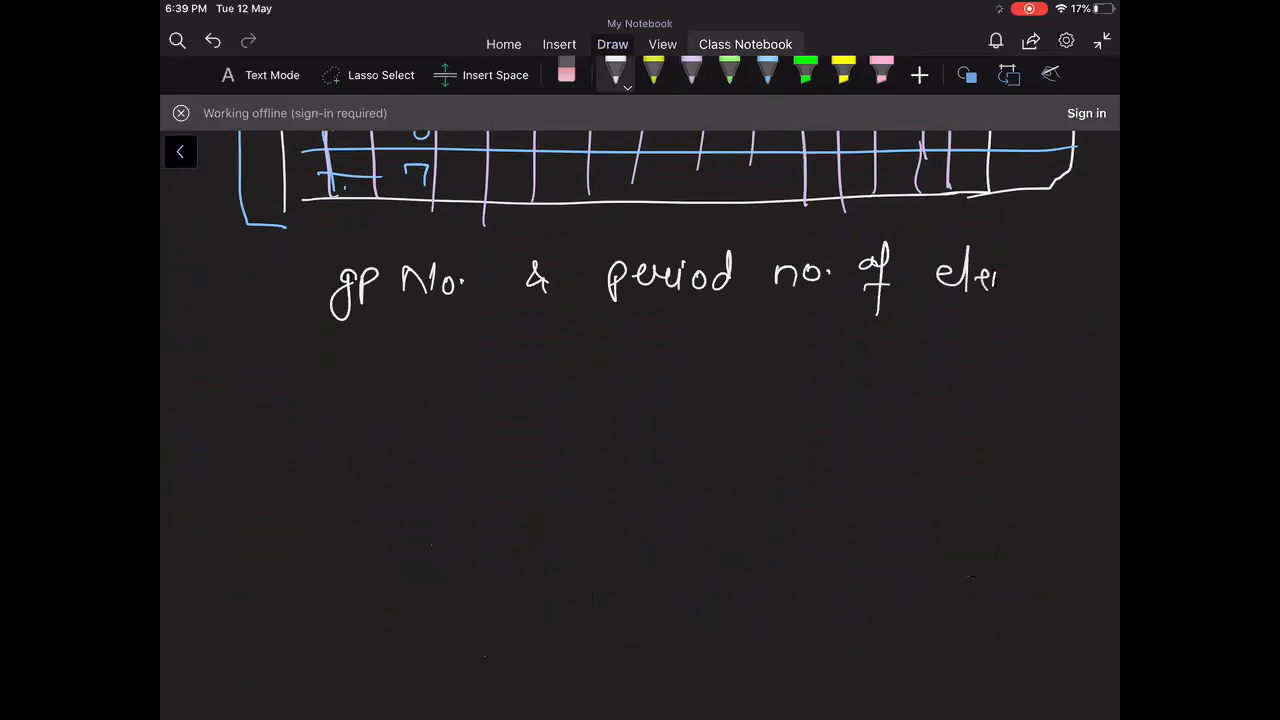 6:39 PM Tue 12 May 17%
My Notebook
Home Insert Draw View Class Notebook
A Text Mode Lasso Select Insert Space
Working offline (sign-in required) Sign in
7
gp No. & period no. of ele